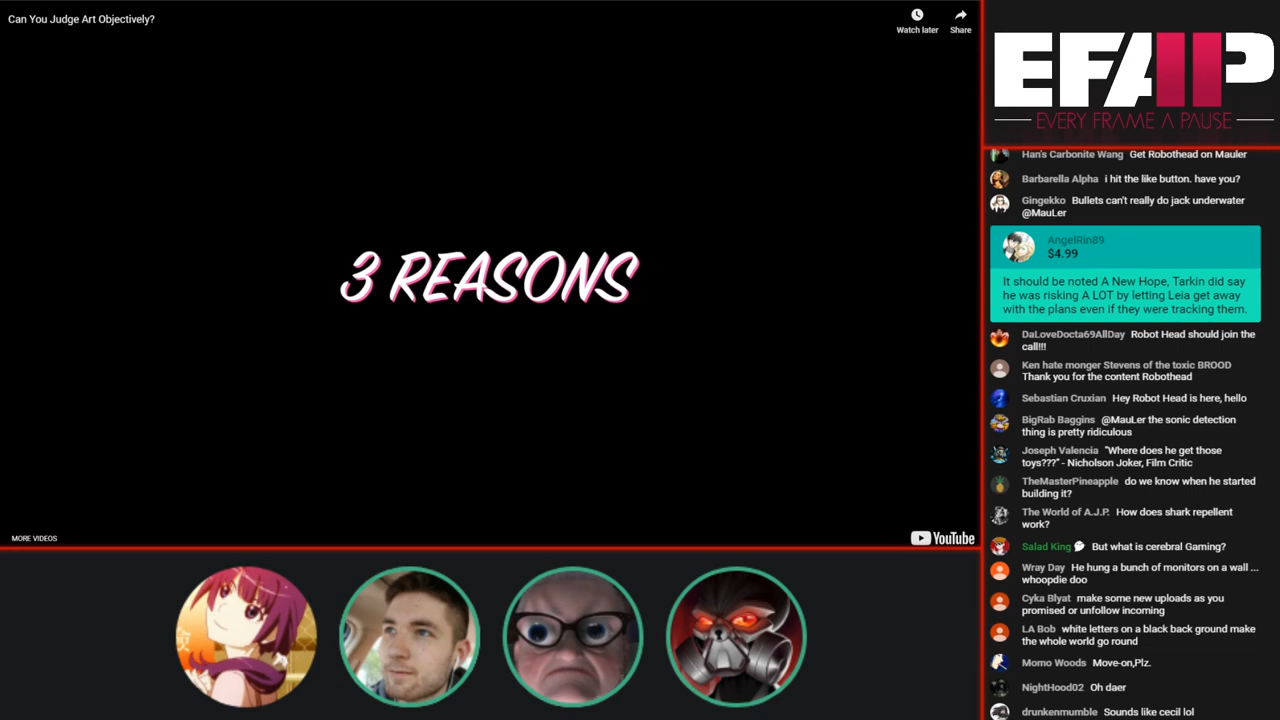 Can You Judge Art Objectively?
Watch later
Share
3 REASONS
MORE VIDEOS
YouTube
EFAP
EVERY FRAME A PAUSE
Han's Carbonite Wang Get Robothead on Mauler
Barbarella Alpha i hit the like button. have you?
Gingekko Bullets can't really do jack underwater
@MauLer
AngelRin89
$4.99
It should be noted A New Hope, Tarkin did say
he was risking A LOT by letting Leia get away
with the plans even if they were tracking them.
DaLoveDocta69AllDay Robot Head should join the
call!!!
Ken hate monger Stevens of the toxic BROOD
Thank you for the content Robothead
Sebastian Cruxian Hey Robot Head is here, hello
BigRab Baggins @MauLer the sonic detection
thing is pretty ridiculous
Joseph Valencia "Where does he get those
toys???" - Nicholson Joker, Film Critic
TheMasterPineapple do we know when he started
building it?
The World of A.J.P. How does shark repellent
work?
Salad King But what is cerebral Gaming?
Wray Day He hung a bunch of monitors on a wall ...
whoopdie doo
Cyka Blyat make some new uploads as you
promised or unfollow incoming
LA Bob white letters on a black back ground make
the whole world go round
Momo Woods Move-on,Plz.
NightHood02 Oh daer
drunkenmumble Sounds like cecil lol